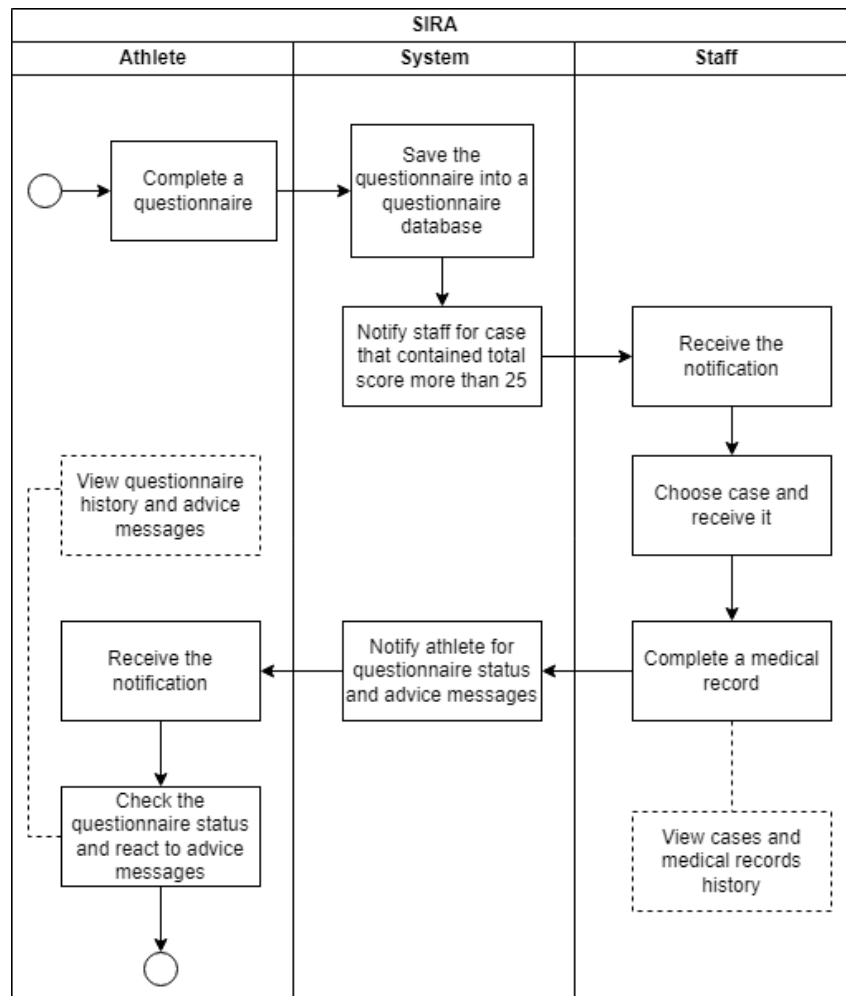 SIRA
Athlete
System
Staff
Complete a
questionnaire
Save the
questionnaire into a
questionnaire
database
Notify staff for case
that contained total
score more than 25
Receive the
notification
View questionnaire
history and advice
messages
Choose case and
receive it
Receive the
notification
Notify athlete for
questionnaire status
and advice messages
Complete a medical
record
Check the
questionnaire status
and react to advice
messages
View cases and
medical records
history